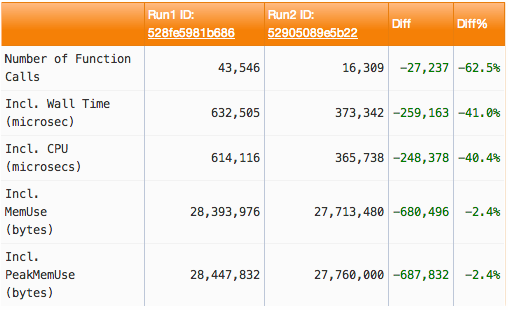 Run1 ID: Run2 ID: Diff Diff%
528fe5981b686 52905089e5b22
Number of Function Calls 43,546 16,309 -27,237 -62.5%
Incl. Wall Time (microsec) 632,505 373,342 -259,163 -41.0%
Incl. CPU (microsecs) 614,116 365,738 -248,378 -40.4%
Incl. MemUse (bytes) 28,393,976 27,713,480 -680,496 -2.4%
Incl. PeakMemUse (bytes) 28,447,832 27,760,000 -687,832 -2.4%